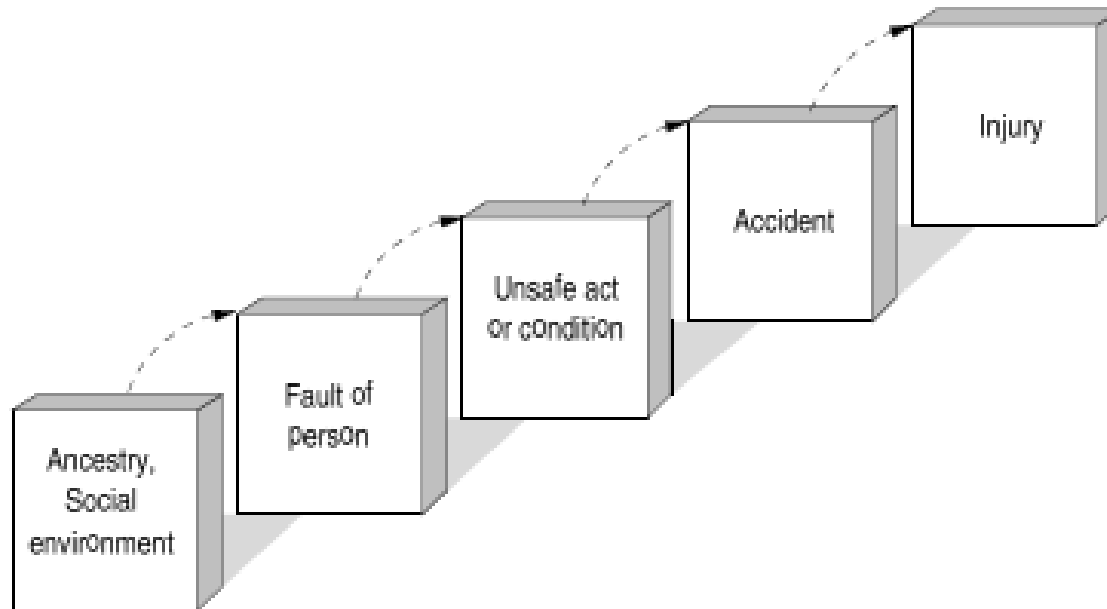 Ancestry,
Social
environment
Fault of
person
Unsafe act
or condition
Accident
Injury